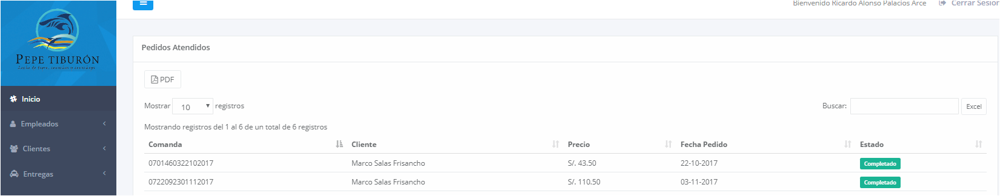 Bienvenido Ricardo Alonso Palacios Arce Cerrar Sesion
PEPE TIBURÓN
Inicio
Empleados
Clientes
Entregas
Pedidos Atendidos
PDF
Mostrar 10 registros Buscar: Excel
Mostrando registros del 1 al 6 de un total de 6 registros
Comanda Cliente Precio Fecha Pedido Estado
0701460322102017 Marco Salas Frisancho S/. 43.50 22-10-2017 Completado
0722092301112017 Marco Salas Frisancho S/. 110.50 03-11-2017 Completado